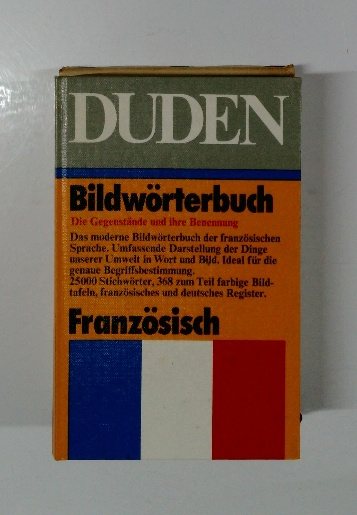 DUDEN
Bildwörterbuch
Die Gegenstände und ihre Benennung
Das moderne Bildwörterbuch der französischen
Sprache. Umfassende Darstellung der Dinge
unserer Umwelt in Wort und Bild. Ideal für die
genaue Begriffsbestimmung.
25000 Stichwörter, 368 zum Teil farbige Bild-
tafeln, französisches und deutsches Register.
Französisch